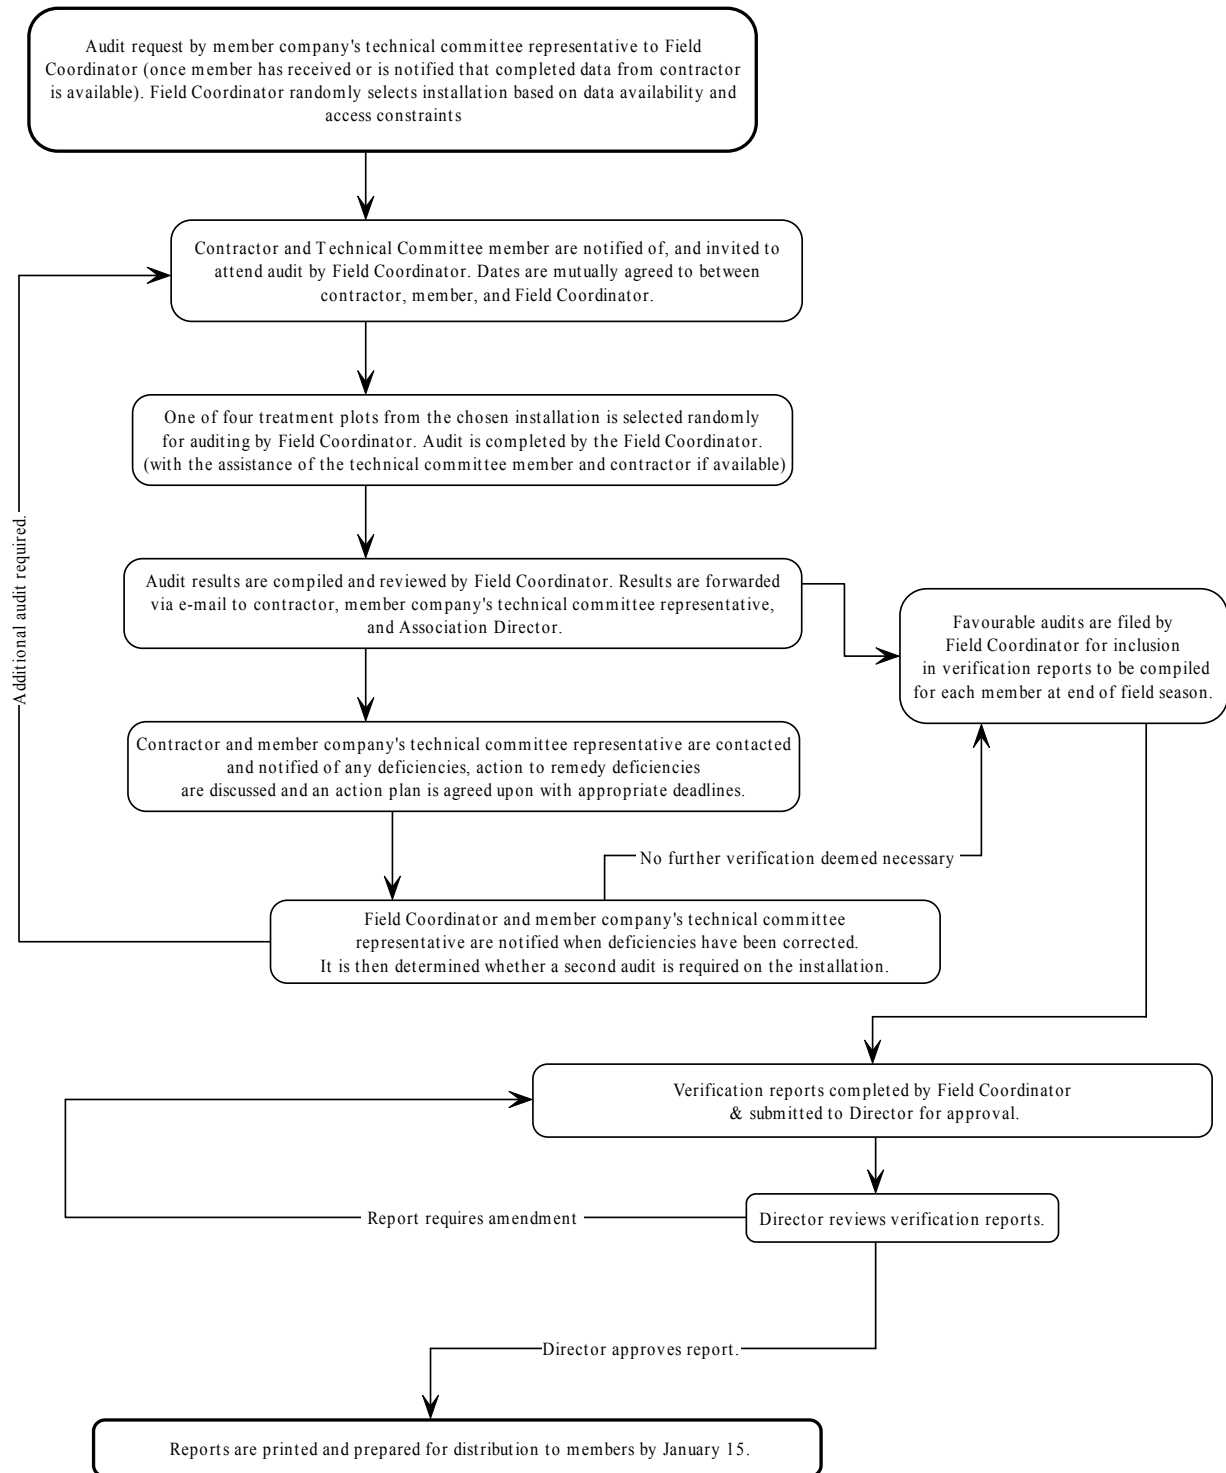 Audit request by member company's technical committee representative to Field
Coordinator (once member has received or is notified that completed data from contractor
is available). Field Coordinator randomly selects installation based on data availability and
access constraints
Contractor and Technical Committee member are notified of, and invited to
attend audit by Field Coordinator. Dates are mutually agreed to between
contractor, member, and Field Coordinator.
One of four treatment plots from the chosen installation is selected randomly
for auditing by Field Coordinator. Audit is completed by the Field Coordinator.
(with the assistance of the technical committee member and contractor if available)
Additional audit required.
Audit results are compiled and reviewed by Field Coordinator. Results are forwarded
via e-mail to contractor, member company's technical committee representative,
and Association Director.
Favourable audits are filed by
Field Coordinator for inclusion
in verification reports to be compiled
for each member at end of field season.
Contractor and member company's technical committee representative are contacted
and notified of any deficiencies, action to remedy deficiencies
are discussed and an action plan is agreed upon with appropriate deadlines.
No further verification deemed necessary
Field Coordinator and member company's technical committee
representative are notified when deficiencies have been corrected.
It is then determined whether a second audit is required on the installation.
Verification reports completed by Field Coordinator
& submitted to Director for approval.
Report requires amendment
Director reviews verification reports.
Director approves report.
Reports are printed and prepared for distribution to members by January 15.